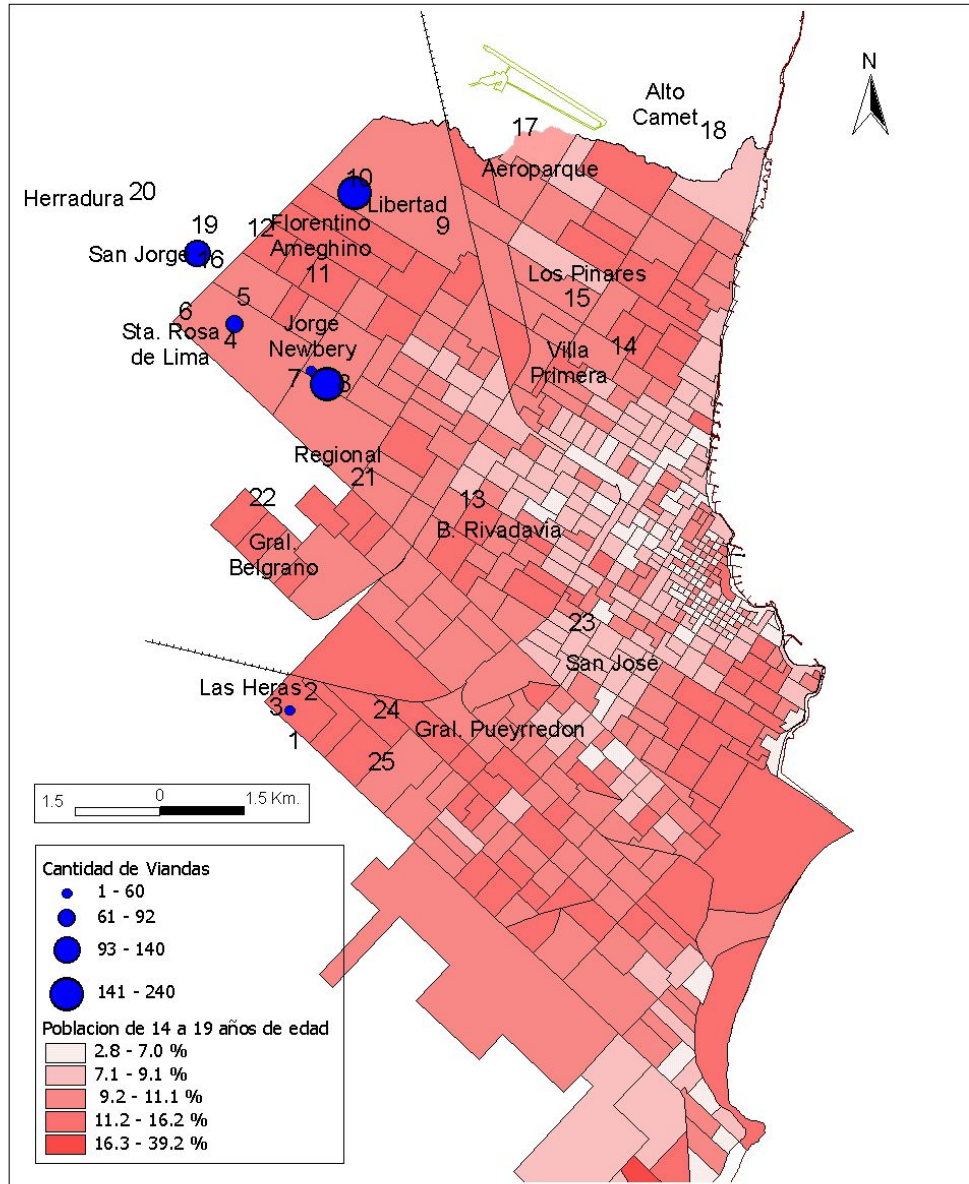 N
Alto
Camet
18
17
Aeroparque
10
Libertad
9
Herradura
20
19
12
Florentino
Ameghino
San Jorge
16
11
Los Pinares
15
5
6
Sta. Rosa
de Lima
4
Jorge
Newbery
14
Villa
Primera
7
8
Regional
21
22
13
B. Rivadavia
Gral.
Belgrano
23
San José
Las Heras
2
3
24
1
Gral. Pueyrredon
25
1.5 0 1.5 Km.
Cantidad de Viandas
1 - 60
61 - 92
93 - 140
141 - 240
Poblacion de 14 a 19 años de edad
2.8 - 7.0 %
7.1 - 9.1 %
9.2 - 11.1 %
11.2 - 16.2 %
16.3 - 39.2 %